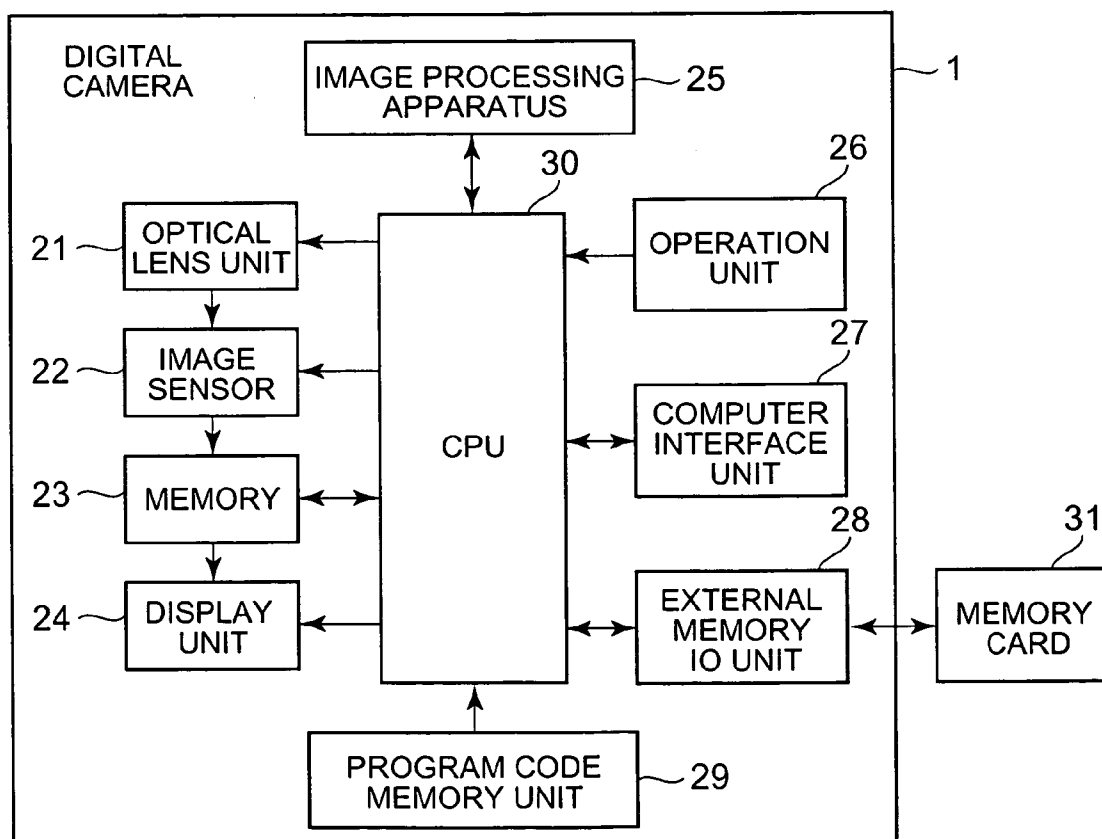 DIGITAL
CAMERA
1
IMAGE PROCESSING
APPARATUS
25
30
26
21
OPTICAL
LENS UNIT
OPERATION
UNIT
22
IMAGE
SENSOR
27
COMPUTER
INTERFACE
UNIT
CPU
23
MEMORY
28
31
24
DISPLAY
UNIT
EXTERNAL
MEMORY
IO UNIT
MEMORY
CARD
PROGRAM CODE
MEMORY UNIT
29